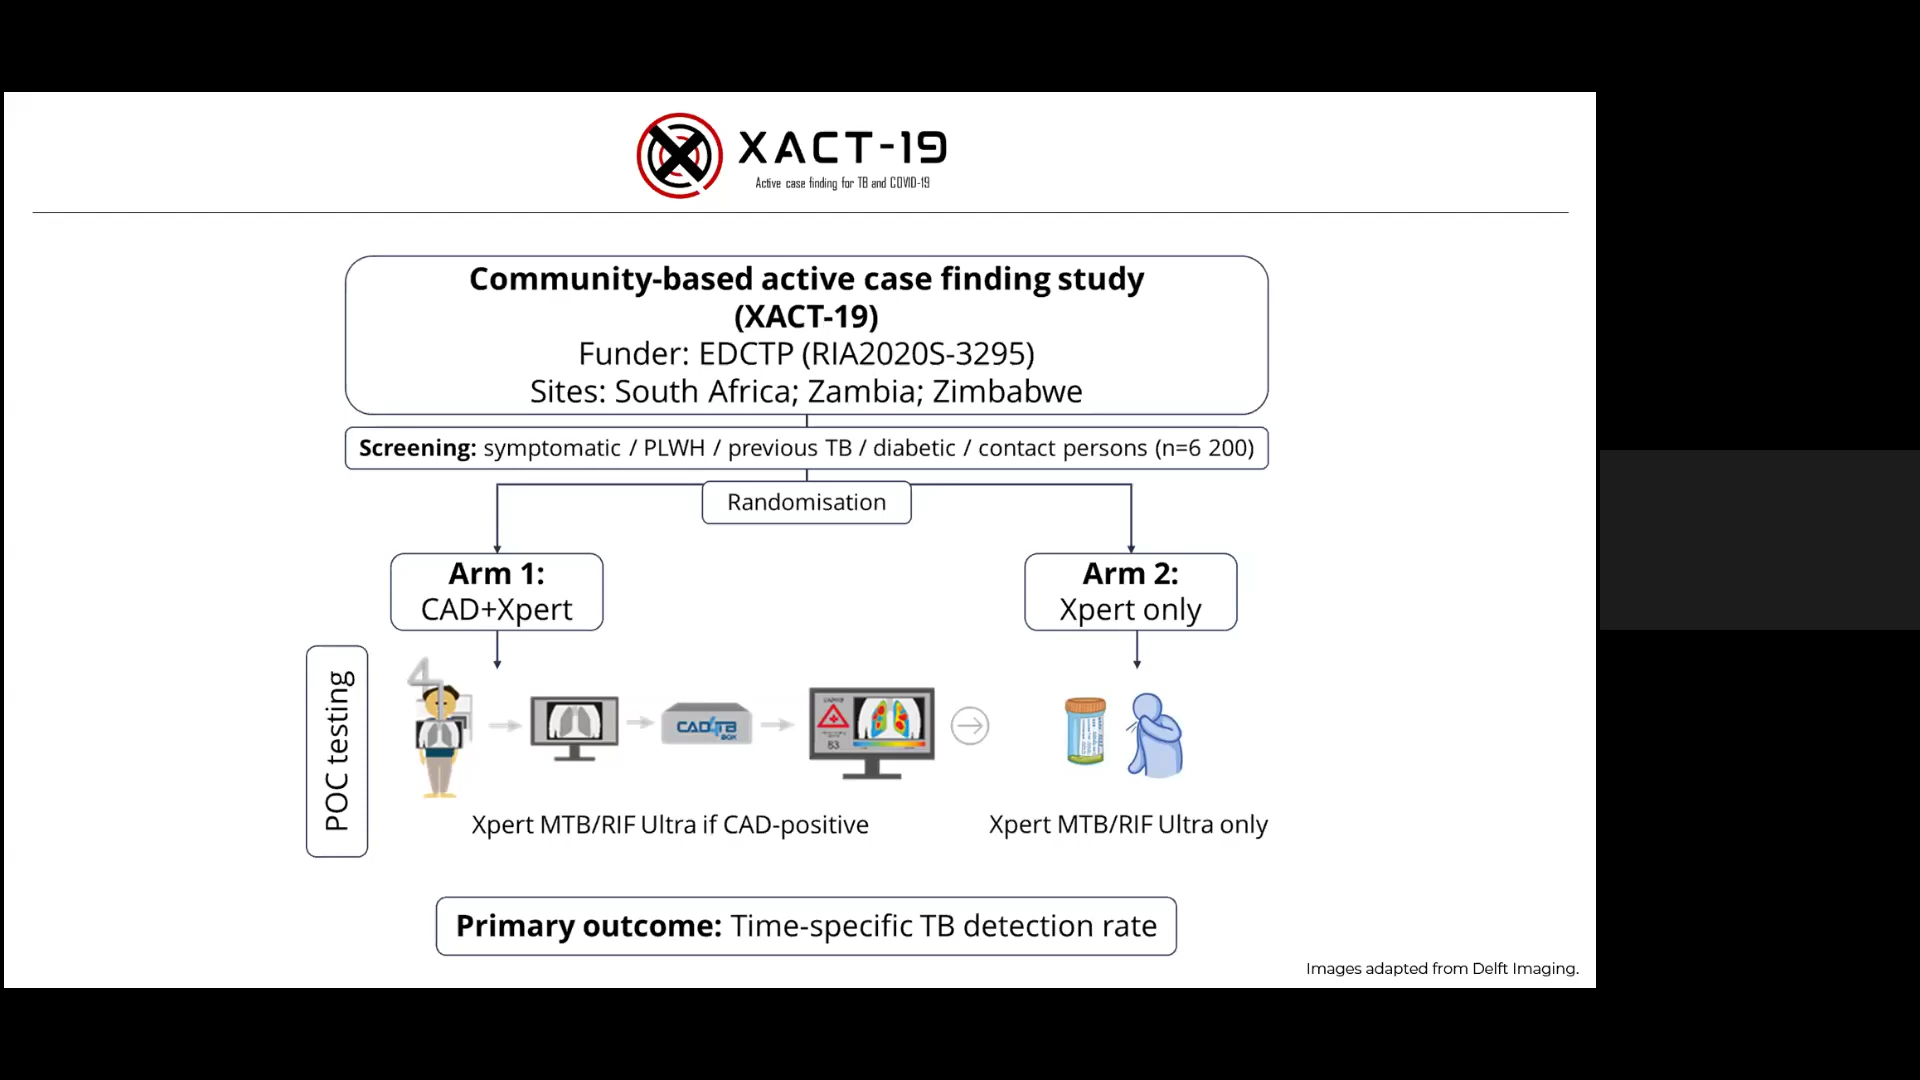 XACT-19
Active case finding for TB and COVID-19
Community-based active case finding study
(XACT-19)
Funder: EDCTP (RIA2020S-3295)
Sites: South Africa; Zambia; Zimbabwe
Screening: symptomatic / PLWH / previous TB / diabetic / contact persons (n=6 200)
Randomisation
Arm 1:
CAD+Xpert
Arm 2:
Xpert only
POC testing
CAD4TB
BOX
63
Xpert MTB/RIF Ultra if CAD-positive
Xpert MTB/RIF Ultra only
Primary outcome: Time-specific TB detection rate
Images adapted from Delft Imaging.